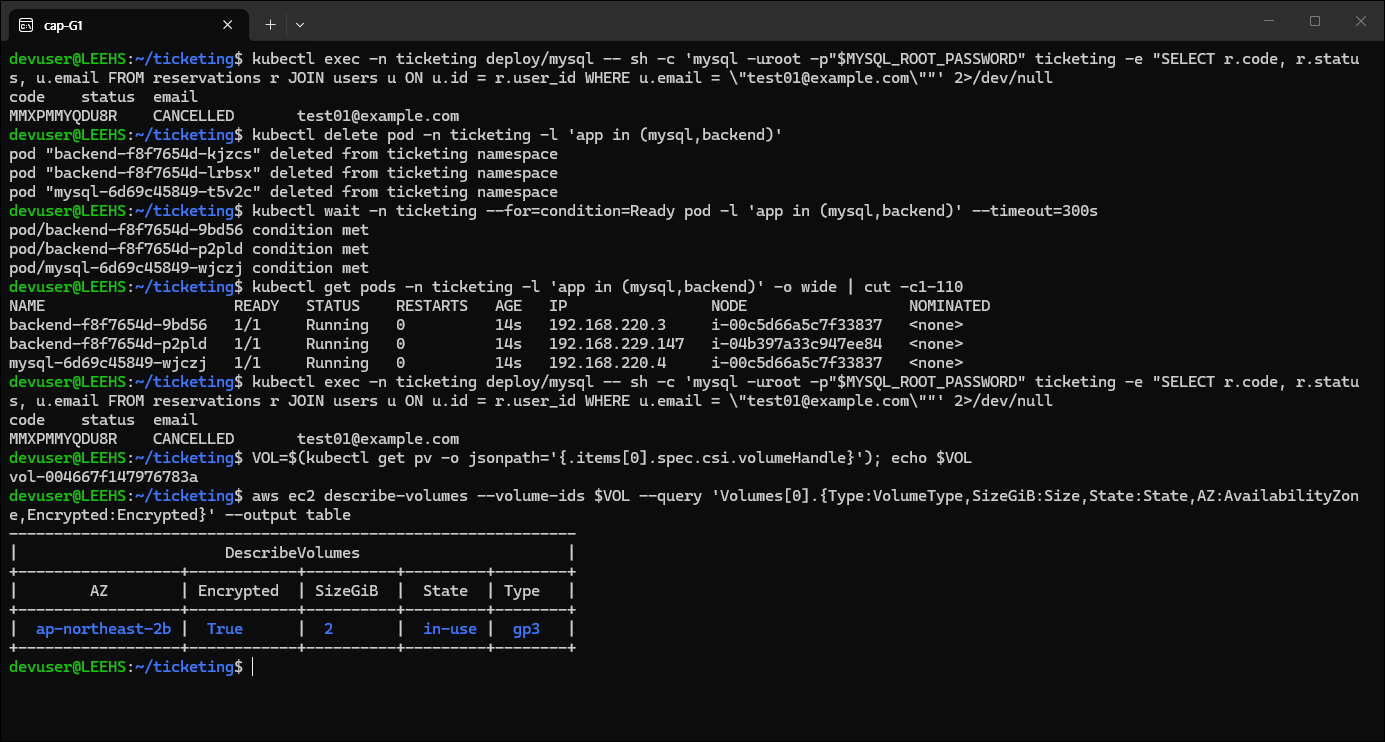 cap-G1
devuser@LEEHS:~/ticketing$ kubectl exec -n ticketing deploy/mysql -- sh -c 'mysql -uroot -p"$MYSQL_ROOT_PASSWORD" ticketing -e "SELECT r.code, r.statu
s, u.email FROM reservations r JOIN users u ON u.id = r.user_id WHERE u.email = \"test01@example.com\""' 2>/dev/null
code    status  email
MMXPMMYQDU8R    CANCELLED       test01@example.com
devuser@LEEHS:~/ticketing$ kubectl delete pod -n ticketing -l 'app in (mysql,backend)'
pod "backend-f8f7654d-kjzcs" deleted from ticketing namespace
pod "backend-f8f7654d-lrbsx" deleted from ticketing namespace
pod "mysql-6d69c45849-t5v2c" deleted from ticketing namespace
devuser@LEEHS:~/ticketing$ kubectl wait -n ticketing --for=condition=Ready pod -l 'app in (mysql,backend)' --timeout=300s
pod/backend-f8f7654d-9bd56 condition met
pod/backend-f8f7654d-p2pld condition met
pod/mysql-6d69c45849-wjczj condition met
devuser@LEEHS:~/ticketing$ kubectl get pods -n ticketing -l 'app in (mysql,backend)' -o wide | cut -c1-110
NAME                     READY   STATUS    RESTARTS   AGE   IP                NODE                  NOMINATED
backend-f8f7654d-9bd56   1/1     Running   0          14s   192.168.220.3     i-00c5d66a5c7f33837   <none>
backend-f8f7654d-p2pld   1/1     Running   0          14s   192.168.229.147   i-04b397a33c947ee84   <none>
mysql-6d69c45849-wjczj   1/1     Running   0          14s   192.168.220.4     i-00c5d66a5c7f33837   <none>
devuser@LEEHS:~/ticketing$ kubectl exec -n ticketing deploy/mysql -- sh -c 'mysql -uroot -p"$MYSQL_ROOT_PASSWORD" ticketing -e "SELECT r.code, r.statu
s, u.email FROM reservations r JOIN users u ON u.id = r.user_id WHERE u.email = \"test01@example.com\""' 2>/dev/null
code    status  email
MMXPMMYQDU8R    CANCELLED       test01@example.com
devuser@LEEHS:~/ticketing$ VOL=$(kubectl get pv -o jsonpath='{.items[0].spec.csi.volumeHandle}'); echo $VOL
vol-004667f147976783a
devuser@LEEHS:~/ticketing$ aws ec2 describe-volumes --volume-ids $VOL --query 'Volumes[0].{Type:VolumeType,SizeGiB:Size,State:State,AZ:AvailabilityZon
e,Encrypted:Encrypted}' --output table
---------------------------------------------------------------
|                       DescribeVolumes                       |
+------------------+------------+----------+---------+--------+
|        AZ        | Encrypted  | SizeGiB  |  State  | Type   |
+------------------+------------+----------+---------+--------+
|  ap-northeast-2b |  True      |  2       |  in-use |  gp3   |
+------------------+------------+----------+---------+--------+
devuser@LEEHS:~/ticketing$